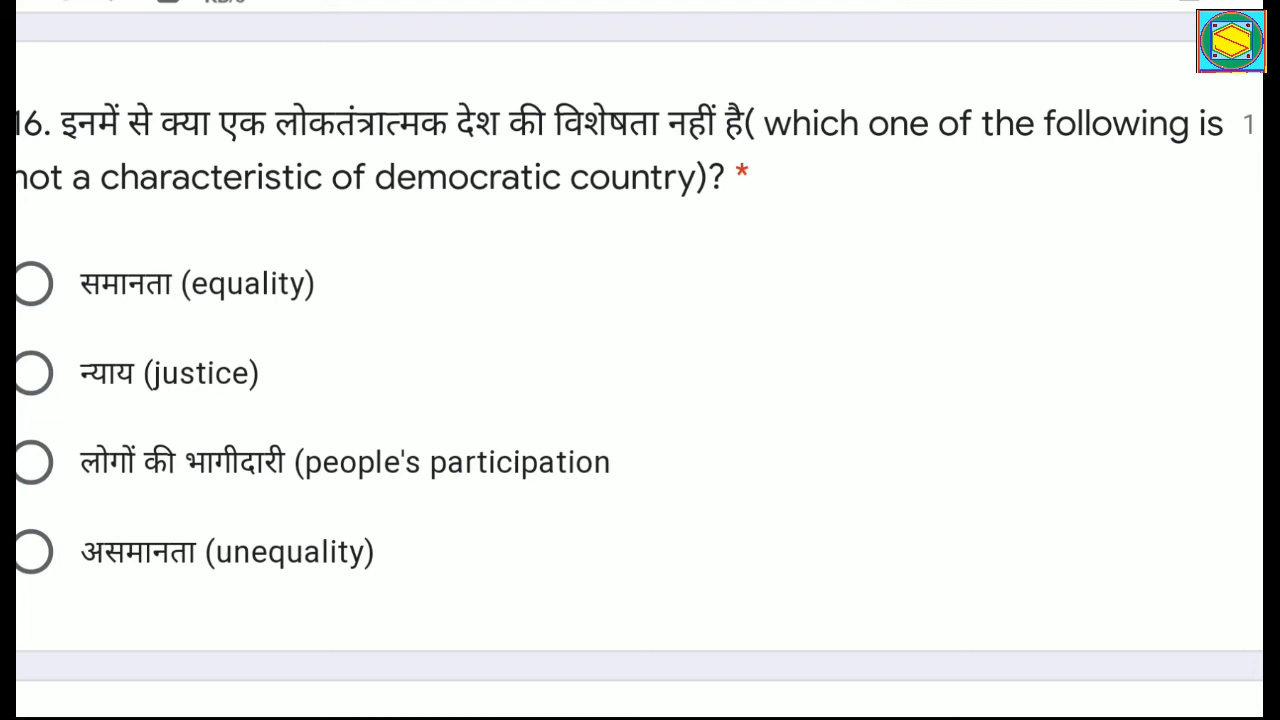 16. इनमें से क्या एक लोकतंत्रात्मक देश की विशेषता नहीं है( which one of the following is 1
not a characteristic of democratic country)? *
समानता (equality)
न्याय (justice)
लोगों की भागीदारी (people's participation
असमानता (unequality)